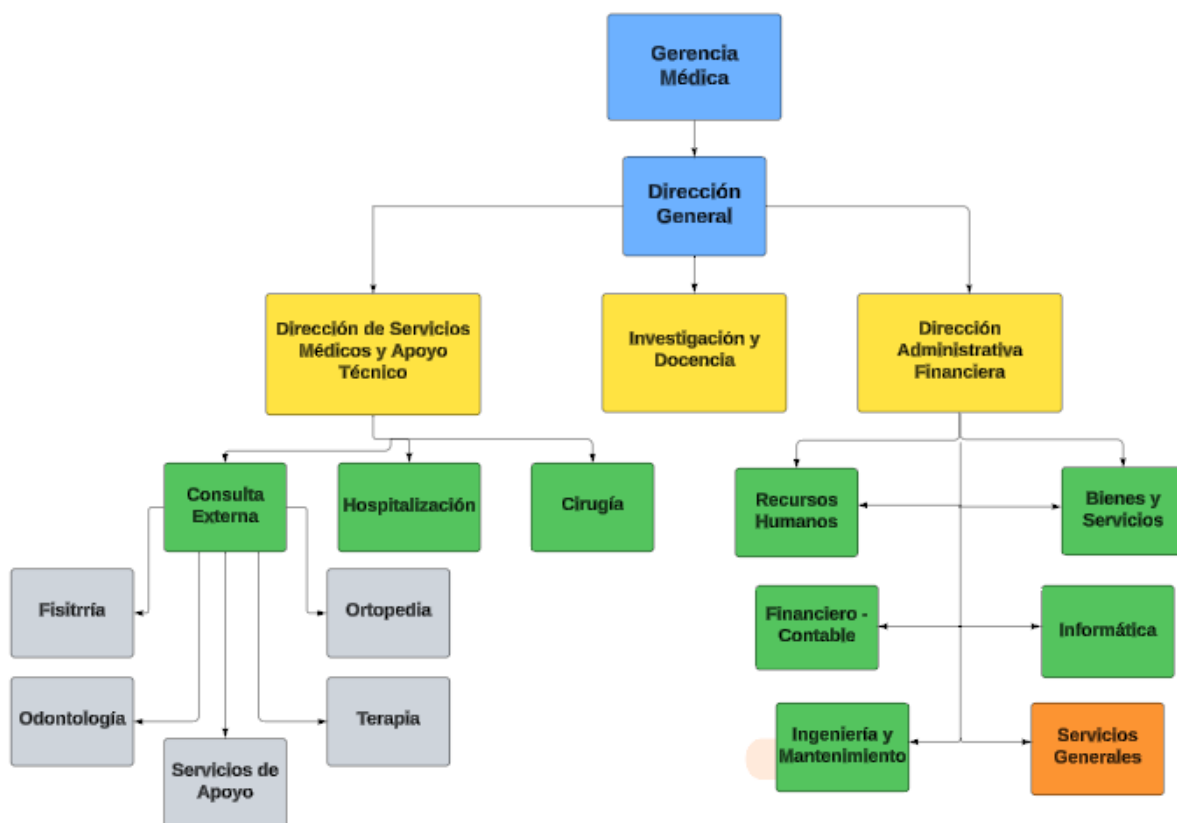 Gerencia
Médica
Dirección
General
Dirección de Servicios
Médicos y Apoyo
Técnico
Investigación y
Docencia
Dirección
Administrativa
Financiera
Consulta
Externa
Hospitalización
Cirugía
Recursos
Humanos
Bienes y
Servicios
Fisitrría
Ortopedia
Financiero -
Contable
Informática
Odontología
Terapia
Servicios de
Apoyo
Ingeniería y
Mantenimiento
Servicios
Generales